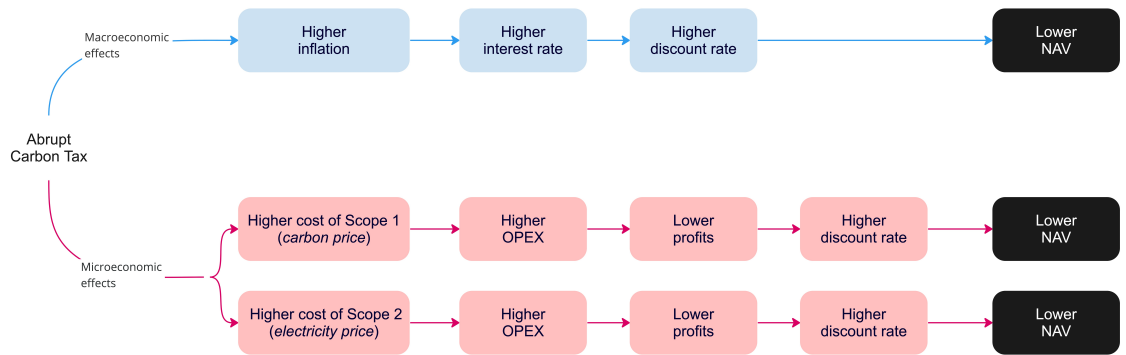 Macroeconomic
effects
Higher
inflation
Higher
interest rate
Higher
discount rate
Lower
NAV
Abrupt
Carbon Tax
Microeconomic
effects
Higher cost of Scope 1
(carbon price)
Higher
OPEX
Lower
profits
Higher
discount rate
Lower
NAV
Higher cost of Scope 2
(electricity price)
Higher
OPEX
Lower
profits
Higher
discount rate
Lower
NAV